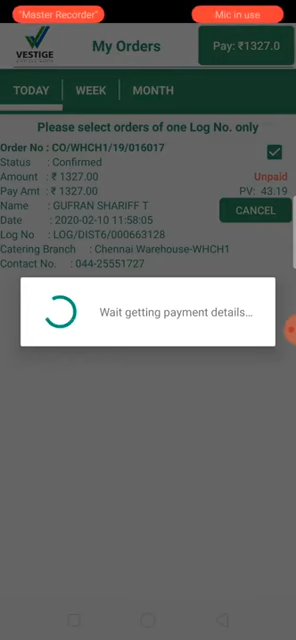 "Master Recorder"
Mic in use
VESTIGE
My Orders
Pay: ₹1327.0
TODAY
WEEK
MONTH
Please select orders of one Log No. only
Order No : CO/WHCH1/19/016017
Status : Confirmed
Amount : ₹ 1327.00
Unpaid
Pay Amt : ₹ 1327.00
PV: 43.19
Name : GUFRAN SHARIFF T
Date : 2020-02-10 11:58:05
CANCEL
Log No : LOG/DIST6/000663128
Catering Branch : Chennai Warehouse-WHCH1
Contact No. : 044-25551727
Wait getting payment details...